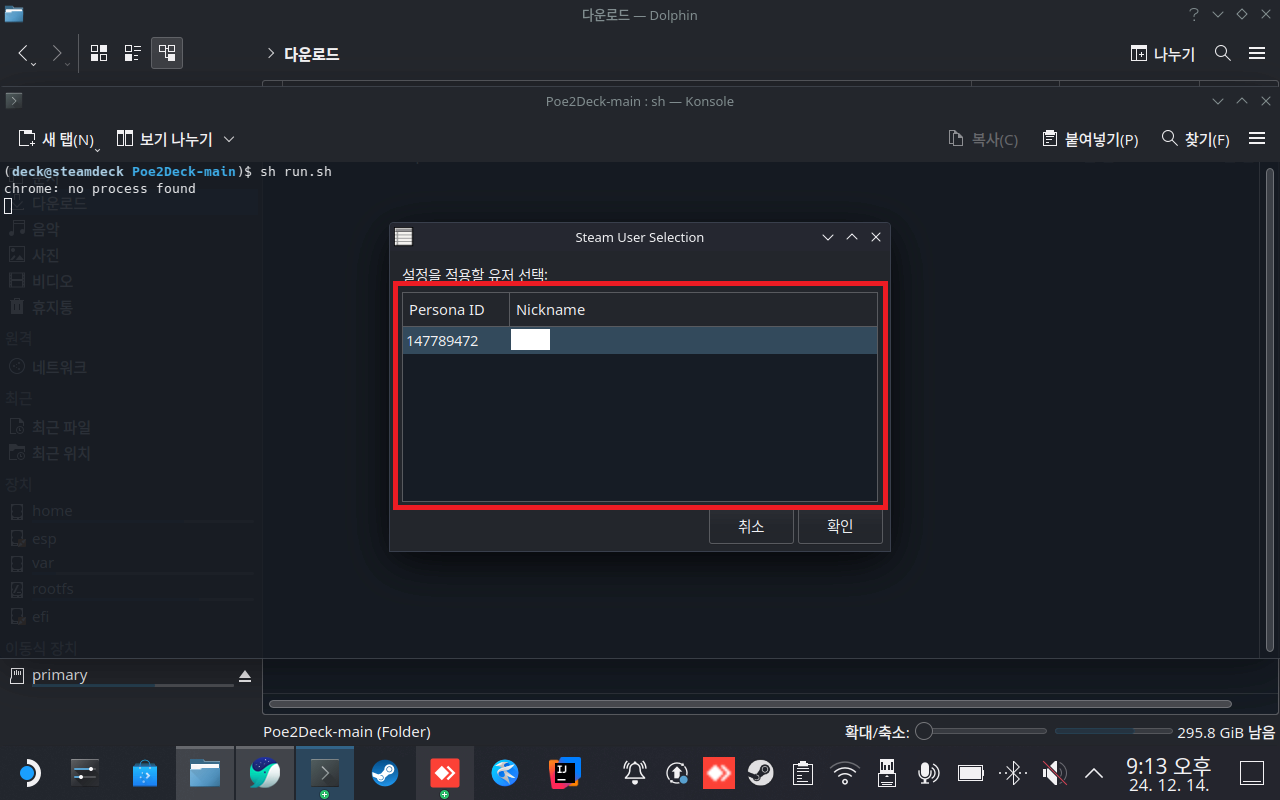 다운로드 — Dolphin
다운로드
나누기
Poe2Deck-main : sh — Konsole
새 탭(N)
보기 나누기
복사(C)
붙여넣기(P)
찾기(F)
(deck@steamdeck Poe2Deck-main)$ sh run.sh
chrome: no process found
다운로드
음악
사진
비디오
휴지통
원격
네트워크
최근
최근 파일
최근 위치
장치
home
esp
var
rootfs
efi
이동식 장치
primary
Steam User Selection
설정을 적용할 유저 선택:
Persona ID Nickname
147789472
취소 확인
Poe2Deck-main (Folder)
확대/축소:
295.8 GiB 남음
9:13 오후
24. 12. 14.